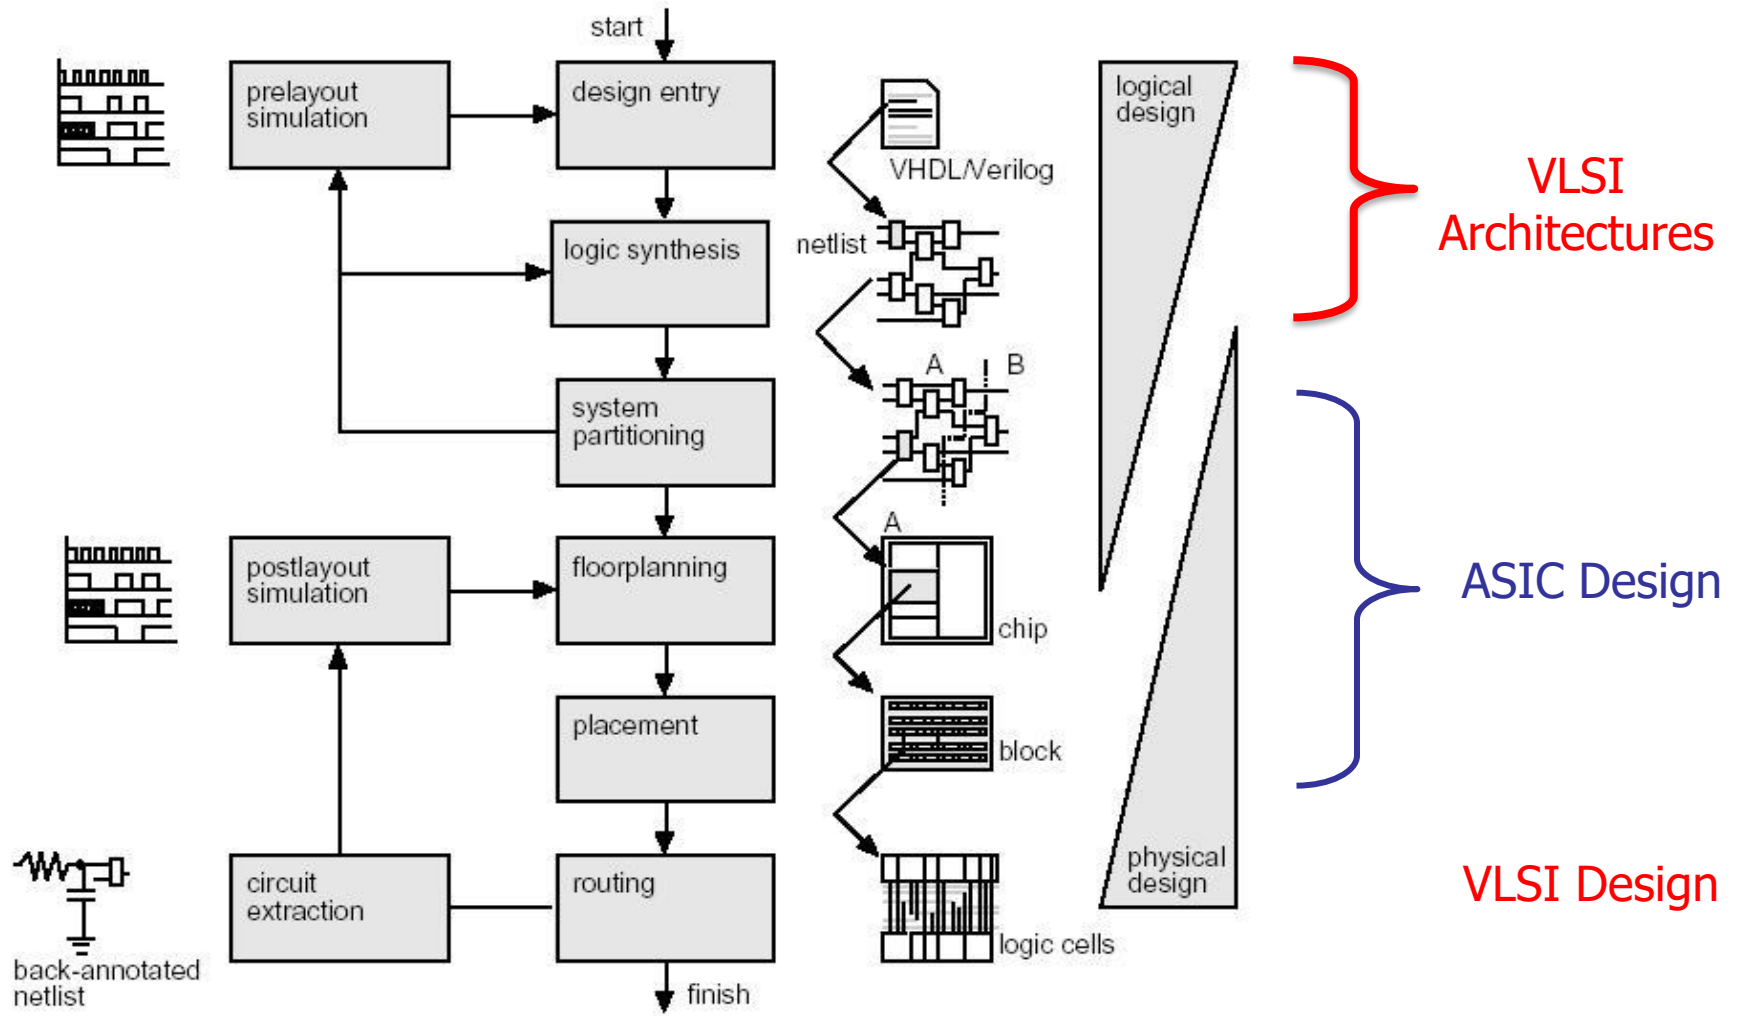 start
prelayout
simulation
design entry
logical
design
VHDL/Verilog
VLSI
Architectures
logic synthesis
netlist
A
B
system
partitioning
A
postlayout
simulation
floorplanning
chip
ASIC Design
placement
block
circuit
extraction
routing
physical
design
VLSI Design
logic cells
back-annotated
netlist
finish